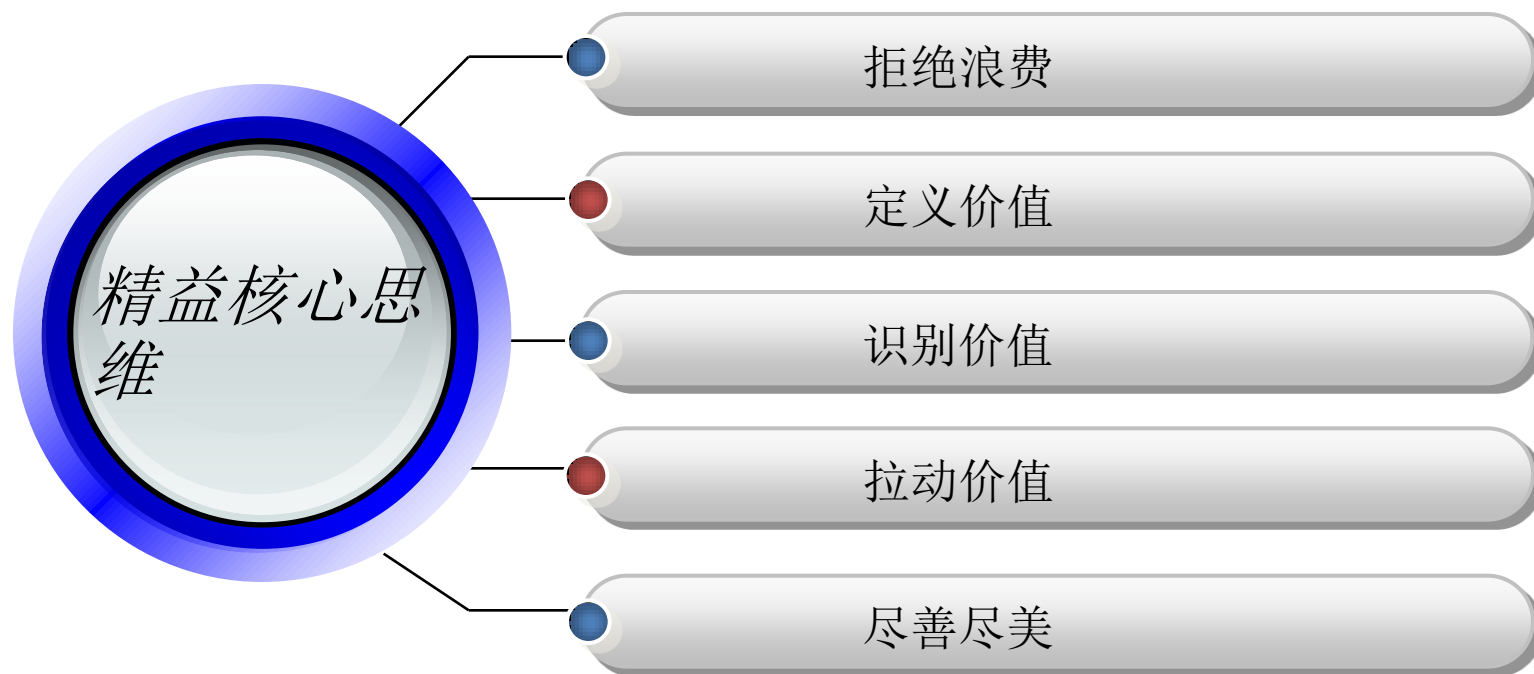 精益核心思
维
拒绝浪费
定义价值
识别价值
拉动价值
尽善尽美